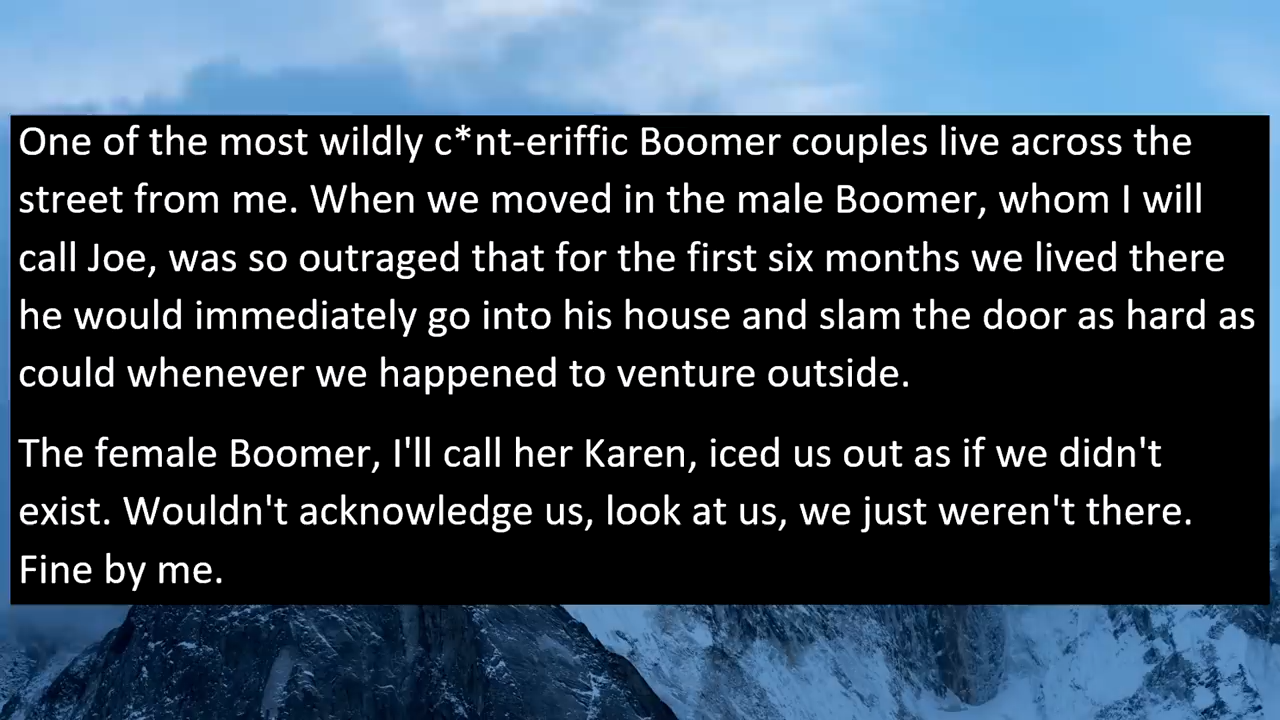 One of the most wildly c*nt-eriffic Boomer couples live across the
street from me. When we moved in the male Boomer, whom I will
call Joe, was so outraged that for the first six months we lived there
he would immediately go into his house and slam the door as hard as
could whenever we happened to venture outside.
The female Boomer, I'll call her Karen, iced us out as if we didn't
exist. Wouldn't acknowledge us, look at us, we just weren't there.
Fine by me.